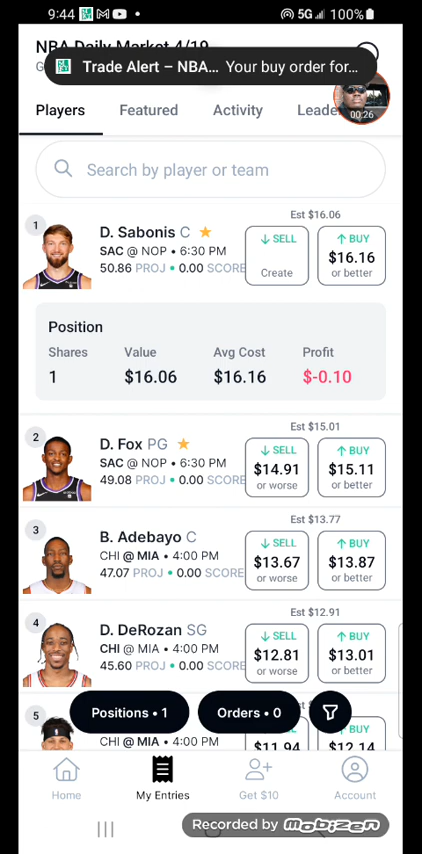 9:44 5G 100%
NBA Daily Market 4/19
Trade Alert – NBA... Your buy order for...
Players Featured Activity Leade
00:26
Search by player or team
Est $16.06
1 D. Sabonis C SELL BUY
SAC @ NOP • 6:30 PM $16.16
50.86 PROJ • 0.00 SCORE Create or better
Position
Shares Value Avg Cost Profit
1 $16.06 $16.16 $-0.10
Est $15.01
2 D. Fox PG SELL BUY
SAC @ NOP • 6:30 PM $14.91 $15.11
49.08 PROJ • 0.00 SCORE or worse or better
Est $13.77
3 B. Adebayo C SELL BUY
CHI @ MIA • 4:00 PM $13.67 $13.87
47.07 PROJ • 0.00 SCORE or worse or better
Est $12.91
4 D. DeRozan SG SELL BUY
CHI @ MIA • 4:00 PM $12.81 $13.01
45.60 PROJ • 0.00 SCORE or worse or better
5 Positions • 1 Orders • 0 BUY
CHI @ MIA • 4:00 PM $11.94 $12.14
Home My Entries Get $10 Account
Recorded by Mobizen